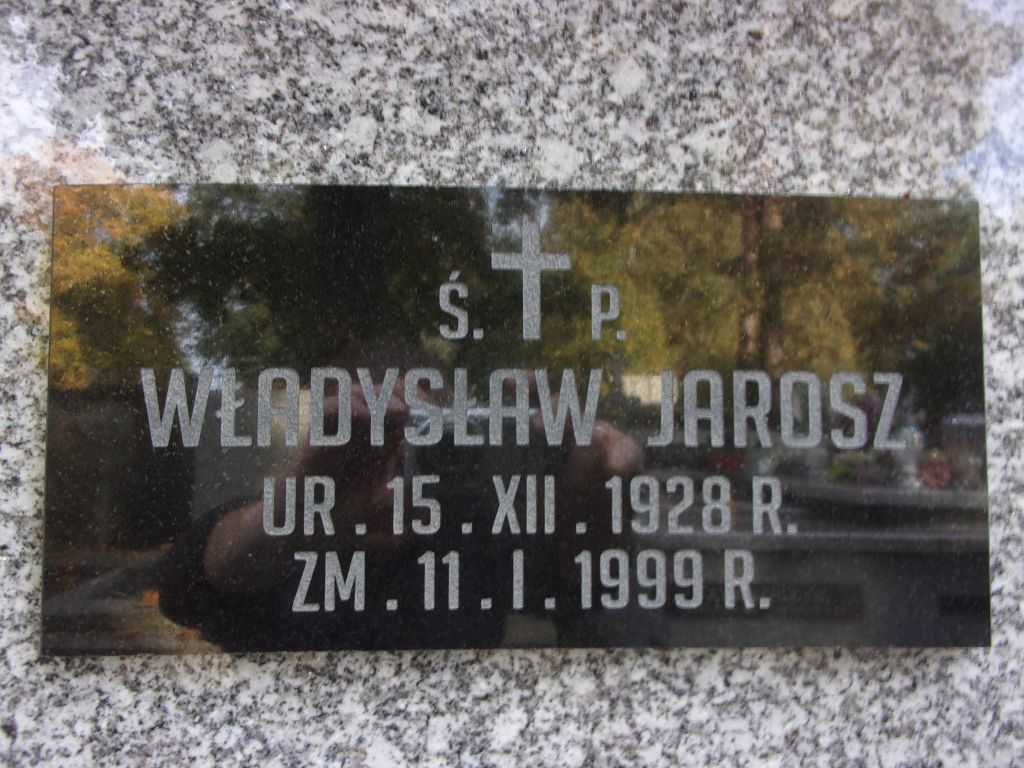 Ś. P.
WŁADYSŁAW JAROSZ
UR. 15. XII. 1928 R.
ZM. 11. I. 1999 R.